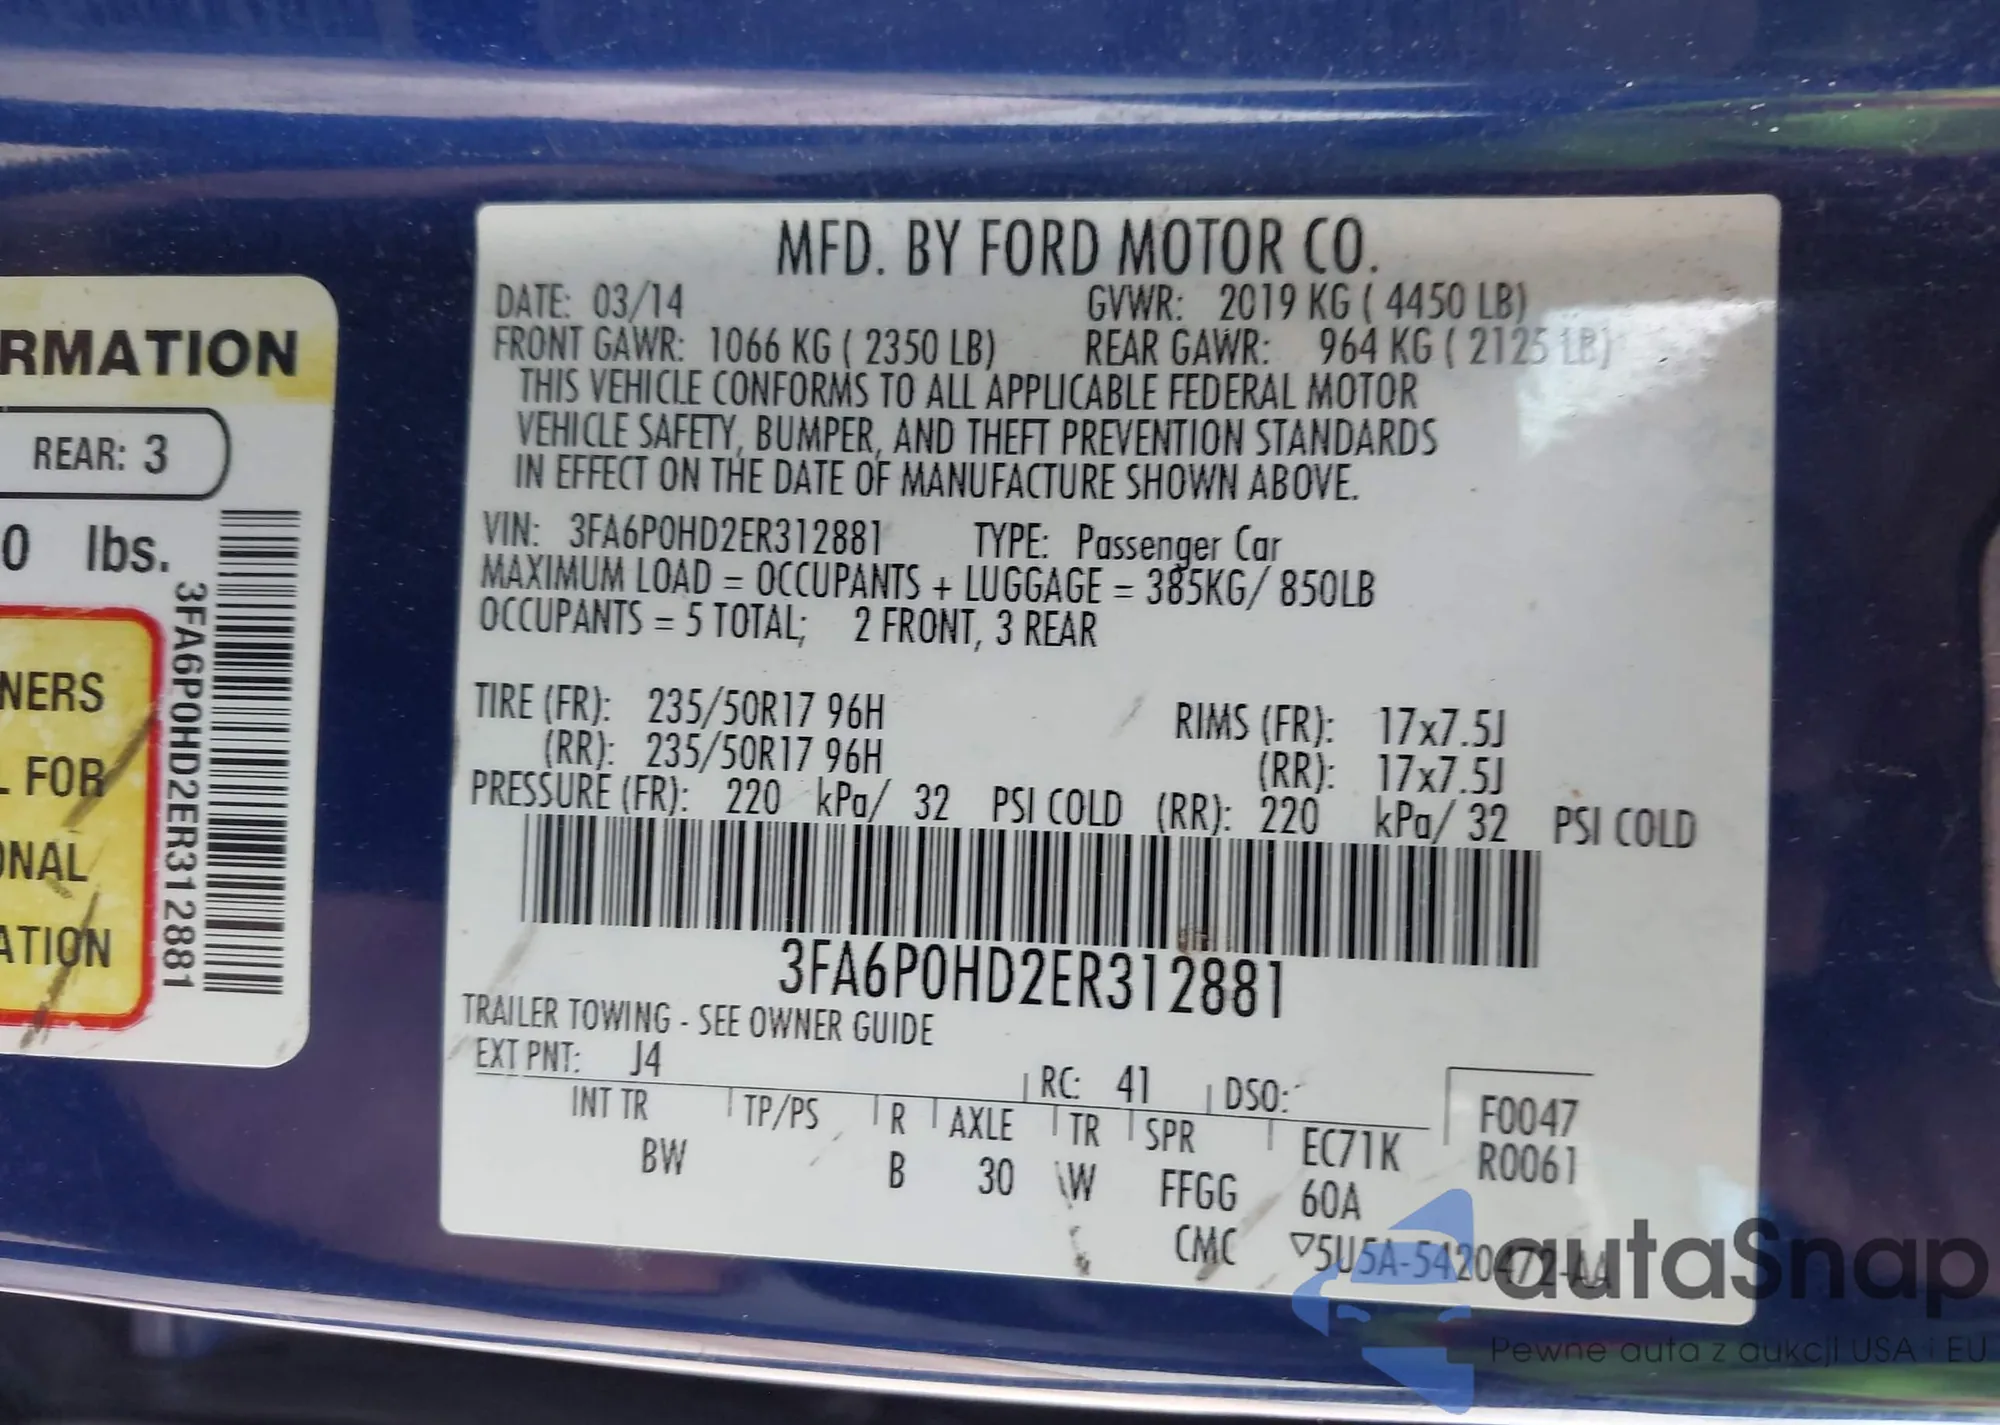 RMATION
REAR: 3
0 lbs.
NERS
L FOR
ONAL
ATION
3FA6P0HD2ER312881
MFD. BY FORD MOTOR CO.
DATE: 03/14 GVWR: 2019 KG ( 4450 LB)
FRONT GAWR: 1066 KG ( 2350 LB) REAR GAWR: 964 KG ( 2125 LB)
THIS VEHICLE CONFORMS TO ALL APPLICABLE FEDERAL MOTOR
VEHICLE SAFETY, BUMPER, AND THEFT PREVENTION STANDARDS
IN EFFECT ON THE DATE OF MANUFACTURE SHOWN ABOVE.
VIN: 3FA6P0HD2ER312881 TYPE: Passenger Car
MAXIMUM LOAD = OCCUPANTS + LUGGAGE = 385KG/ 850LB
OCCUPANTS = 5 TOTAL; 2 FRONT, 3 REAR
TIRE (FR): 235/50R17 96H RIMS (FR): 17x7.5J
(RR): 235/50R17 96H (RR): 17x7.5J
PRESSURE (FR): 220 kPa/ 32 PSI COLD (RR): 220 kPa/ 32 PSI COLD
3FA6P0HD2ER312881
TRAILER TOWING - SEE OWNER GUIDE
EXT PNT: J4 RC: 41 DSO:
F0047
R0061
INT TR TP/PS R AXLE TR SPR EC71K
BW B 30 W FFGG 60A
CMC ▽5U5A-5420472-AA
autaSnap
Pewne auta z aukcji USA i EU